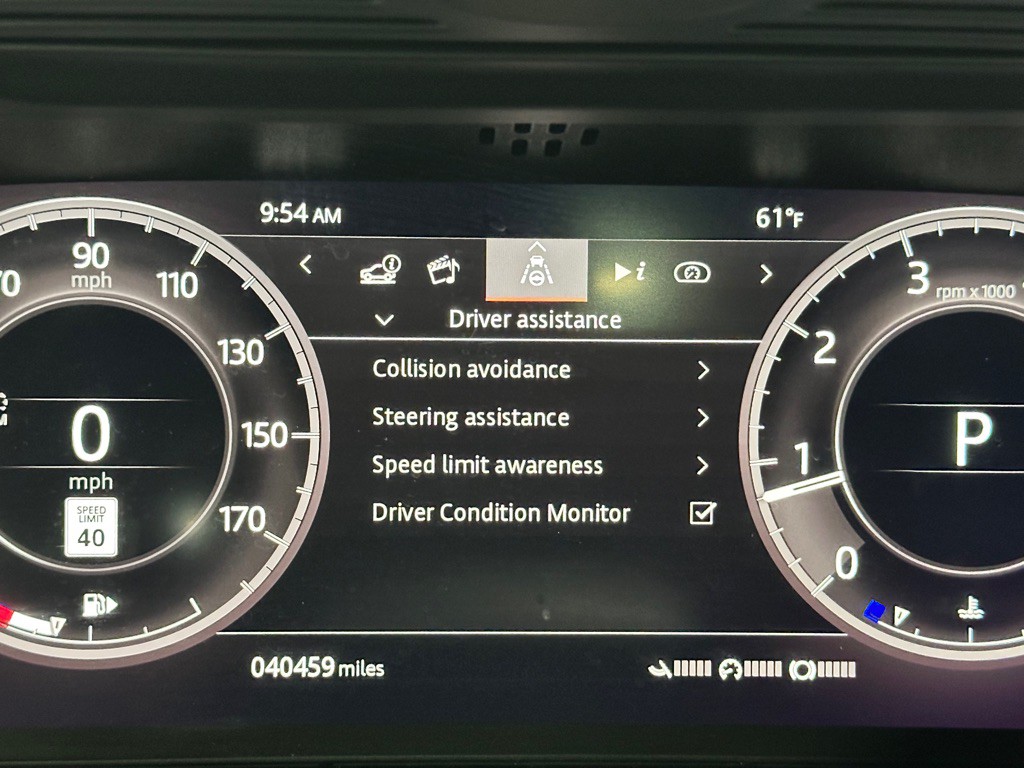 9:54 AM
61°F
90
mph
70
110
130
150
170
0
mph
SPEED
LIMIT
40
Driver assistance
Collision avoidance
Steering assistance
Speed limit awareness
Driver Condition Monitor
3
rpm x 1000
2
1
0
P
040459 miles